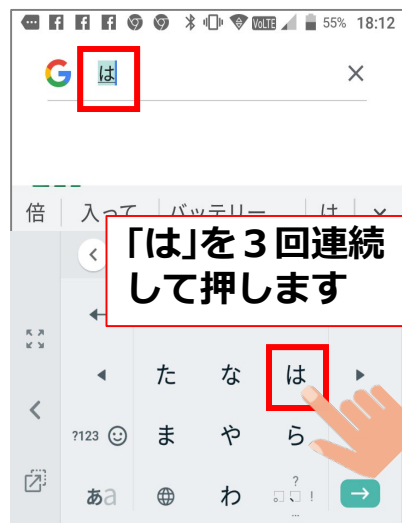 VoLTE 55% 18:12
G は ×
倍 入って バッテリー は
「は」を３回連続
して押します
た な は
?123 ま や ら
あa わ ? !